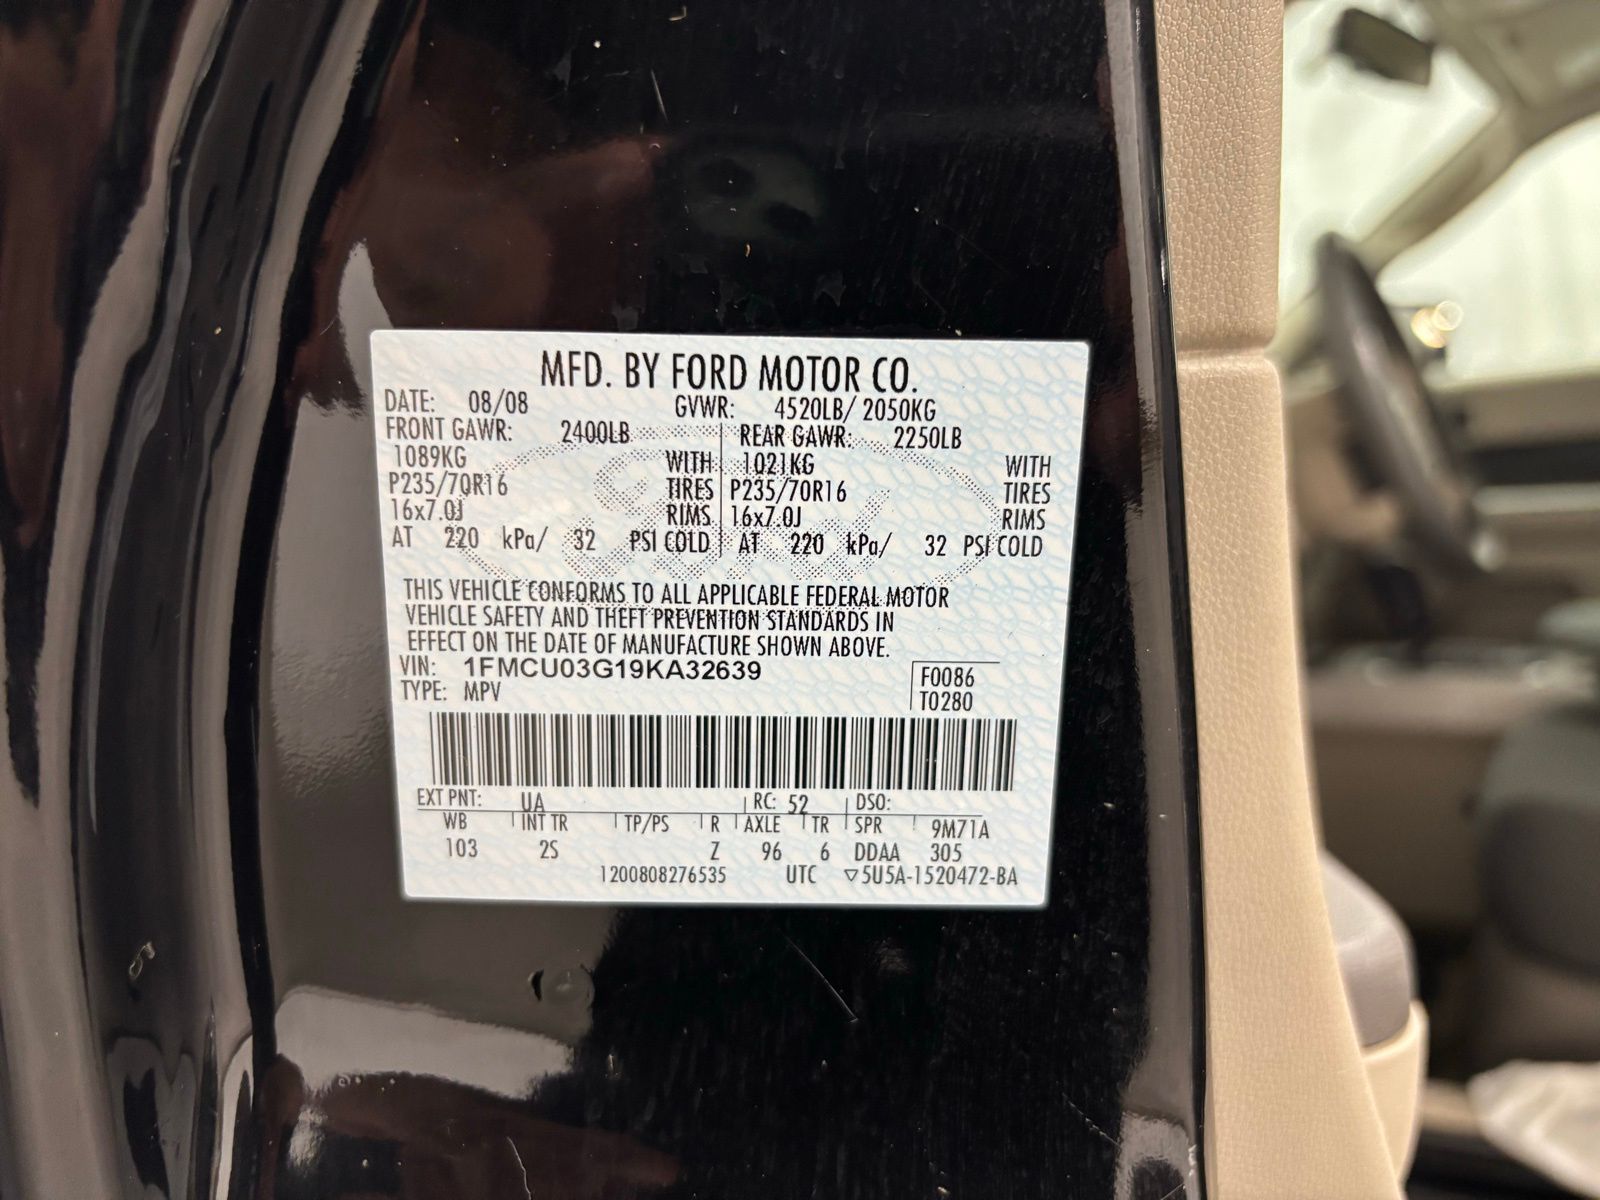 MFD. BY FORD MOTOR CO.
DATE: 08/08 GVWR: 4520LB/ 2050KG
FRONT GAWR: 2400LB REAR GAWR: 2250LB
1089KG WITH 1021KG WITH
P235/70R16 TIRES P235/70R16 TIRES
16x7.0J RIMS 16x7.0J RIMS
AT 220 kPa/ 32 PSI COLD AT 220 kPa/ 32 PSI COLD
THIS VEHICLE CONFORMS TO ALL APPLICABLE FEDERAL MOTOR
VEHICLE SAFETY AND THEFT PREVENTION STANDARDS IN
EFFECT ON THE DATE OF MANUFACTURE SHOWN ABOVE.
VIN: 1FMCU03G19KA32639 F0086
TYPE: MPV T0280
EXT PNT: UA RC: 52 DSO:
WB INT TR TP/PS R AXLE TR SPR 9M71A
103 2S Z 96 6 DDAA 305
1200808276535 UTC ▽5U5A-1520472-BA